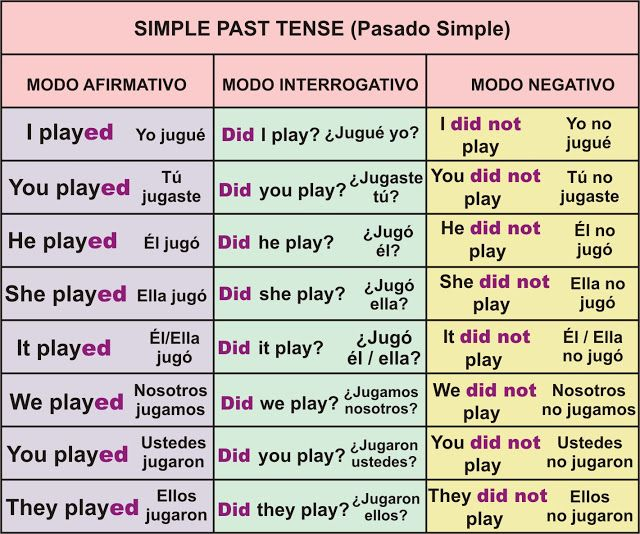 SIMPLE PAST TENSE (Pasado Simple)
MODO AFIRMATIVO
MODO INTERROGATIVO
MODO NEGATIVO
I played
Yo jugué
Did I play?
¿Jugué yo?
I did not
play
Yo no
jugué
You played
Tú
jugaste
Did you play?
¿Jugaste
tú?
You did not
play
Tú no
jugaste
He played
Él jugó
Did he play?
¿Jugó
él?
He did not
play
Él no
jugó
She played
Ella jugó
Did she play?
¿Jugó
ella?
She did not
play
Ella no
jugó
It played
Él/Ella
jugó
Did it play?
¿Jugó
él / ella?
It did not
play
Él / Ella
no jugó
We played
Nosotros
jugamos
Did we play?
¿Jugamos
nosotros?
We did not
play
Nosotros
no jugamos
You played
Ustedes
jugaron
Did you play?
¿Jugaron
ustedes?
You did not
play
Ustedes
no jugaron
They played
Ellos
jugaron
Did they play?
¿Jugaron
ellos?
They did not
play
Ellos
no jugaron